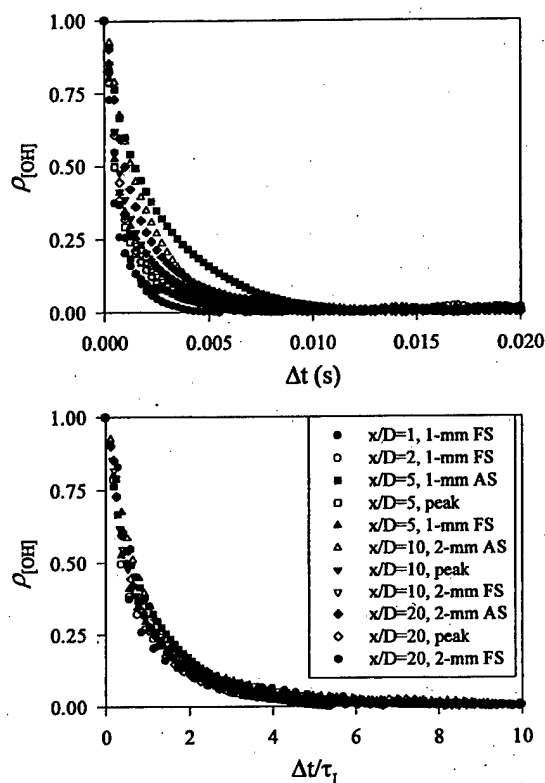 1.00
0.75
0.50
0.25
0.00
ρ[OH]
0.000 0.005 0.010 0.015 0.020
Δt (s)
1.00
0.75
0.50
0.25
0.00
ρ[OH]
x/D=1, 1-mm FS
x/D=2, 1-mm FS
x/D=5, 1-mm AS
x/D=5, peak
x/D=5, 1-mm FS
x/D=10, 2-mm AS
x/D=10, peak
x/D=10, 2-mm FS
x/D=20, 2-mm AS
x/D=20, peak
x/D=20, 2-mm FS
0 2 4 6 8 10
Δt/τI